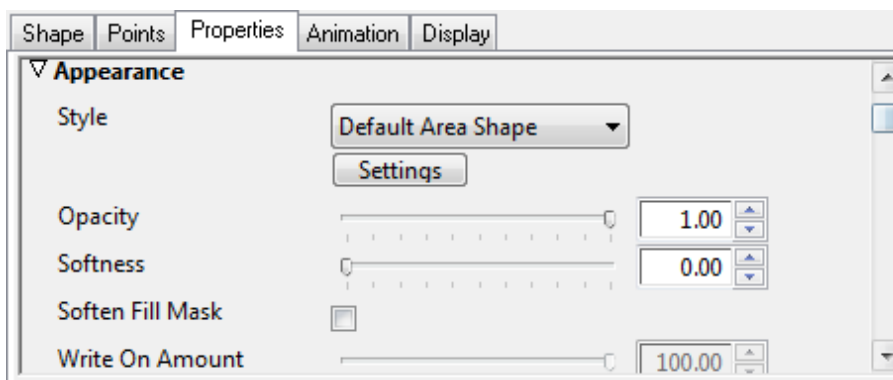 Shape Points Properties Animation Display
Appearance
Style Default Area Shape
Settings
Opacity 1.00
Softness 0.00
Soften Fill Mask
Write On Amount 100.00